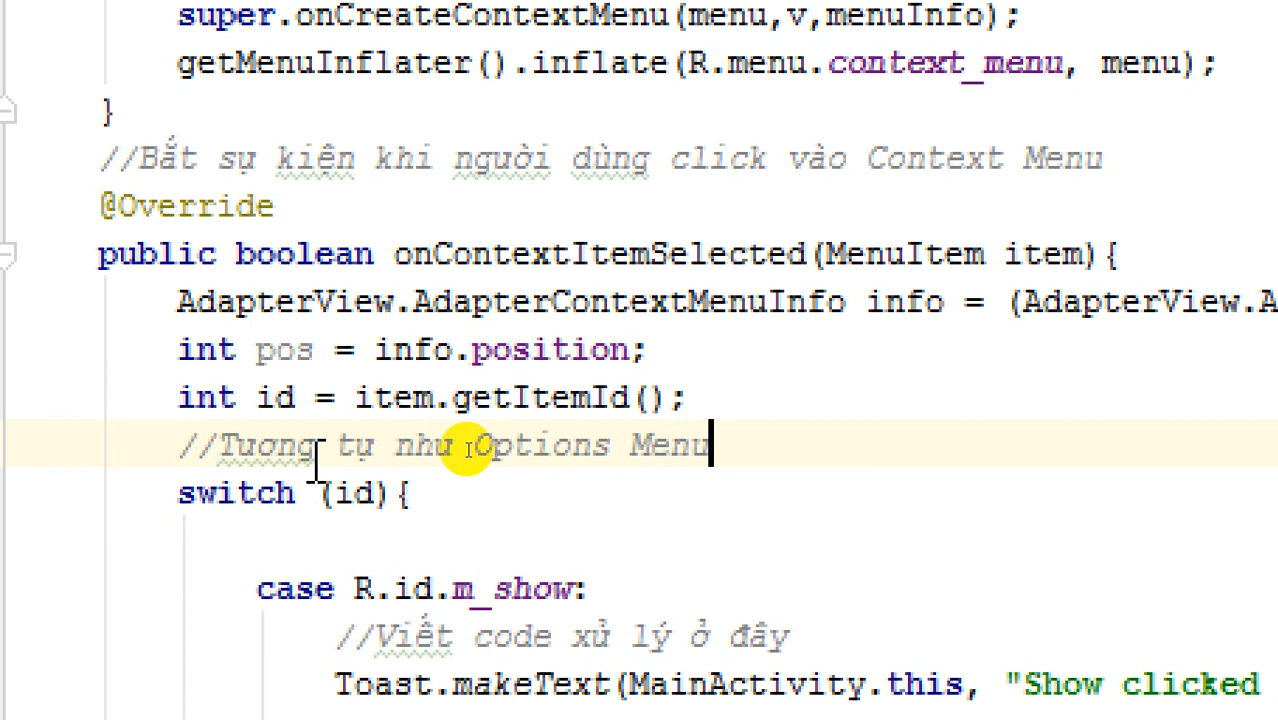 super.onCreateContextMenu(menu,v,menuInfo);
getMenuInflater().inflate(R.menu.context_menu, menu);
}
//Bắt sự kiện khi người dùng click vào Context Menu
@Override
public boolean onContextItemSelected(MenuItem item){
AdapterView.AdapterContextMenuInfo info = (AdapterView.A
int pos = info.position;
int id = item.getItemId();
//Tương tự như Options Menu
switch (id){
case R.id.m_show:
//Viết code xử lý ở đây
Toast.makeText(MainActivity.this, "Show clicked